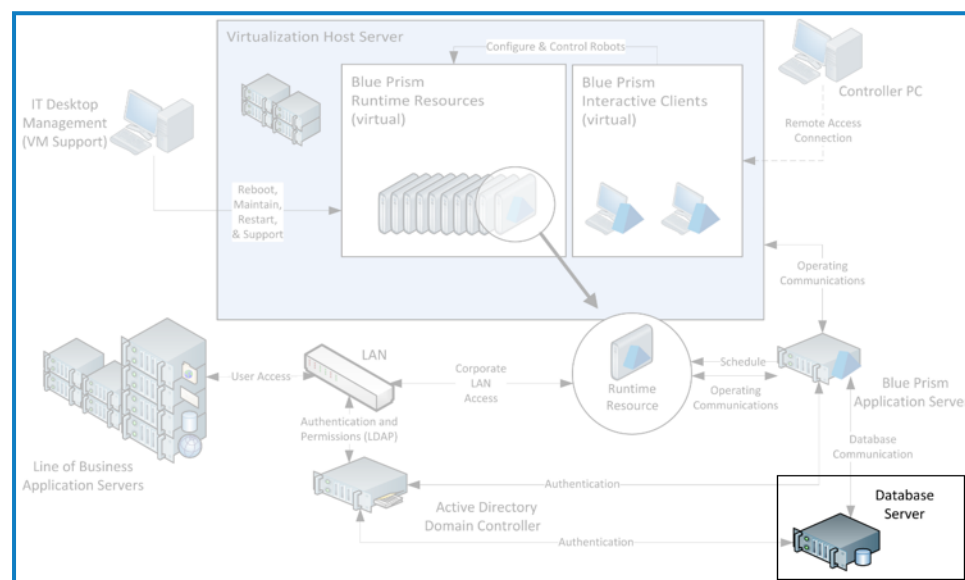 Virtualization Host Server
Configure & Control Robots
Blue Prism
Runtime Resources
(virtual)
Blue Prism
Interactive Clients
(virtual)
Controller PC
IT Desktop
Management
(VM Support)
Remote Access
Connection
Reboot,
Maintain,
Restart,
& Support
Operating
Communications
LAN
User Access
Corporate
LAN
Access
Schedule
Runtime
Resource
Operating
Communications
Blue Prism
Application Server
Authentication and
Permissions (LDAP)
Database
Communication
Line of Business
Application Servers
Active Directory
Domain Controller
Authentication
Database
Server
Authentication